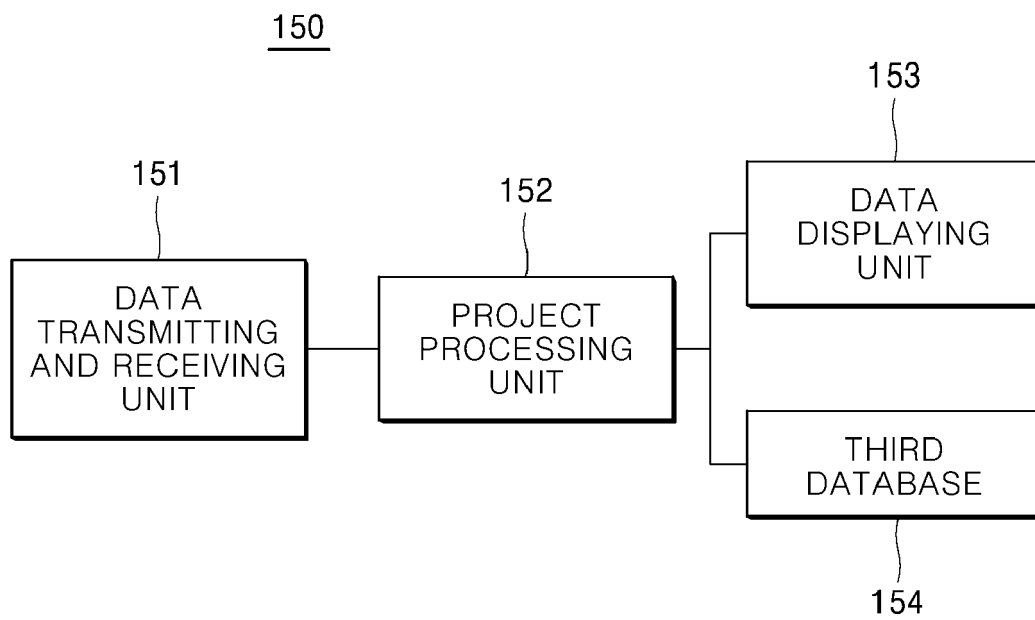 150
151
DATA
TRANSMITTING
AND RECEIVING
UNIT
152
PROJECT
PROCESSING
UNIT
153
DATA
DISPLAYING
UNIT
THIRD
DATABASE
154